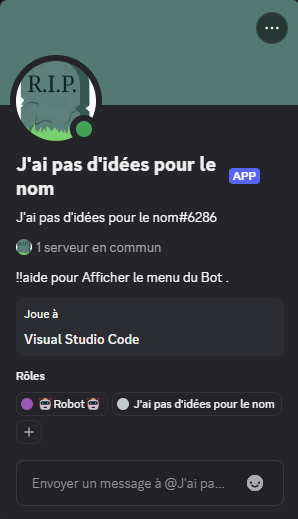 R.I.P.
J'ai pas d'idées pour le
nom
APP
J'ai pas d'idées pour le nom#6286
1 serveur en commun
!!aide pour Afficher le menu du Bot .
Joue à
Visual Studio Code
Rôles
Robot
J'ai pas d'idées pour le nom
+
Envoyer un message à @J'ai pa...